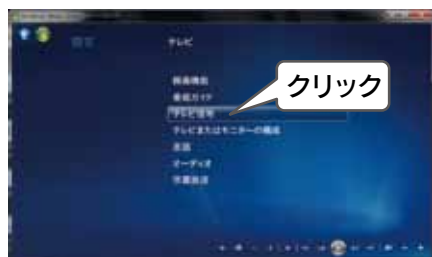 設定
テレビ
録画機能
番組ガイド
テレビ信号
クリック
テレビまたはモニターの構成
言語
オーディオ
字幕放送